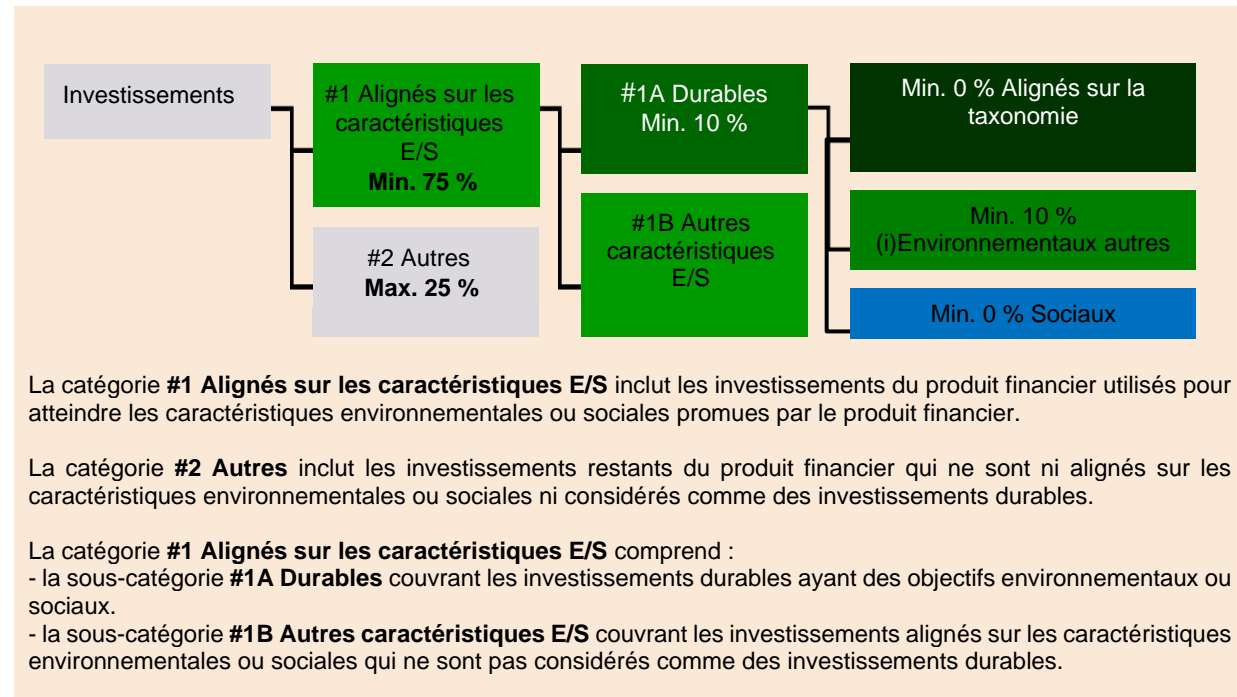 Investissements
#1 Alignés sur les
caractéristiques
E/S
Min. 75 %
#2 Autres
Max. 25 %
#1A Durables
Min. 10 %
#1B Autres
caractéristiques
E/S
Min. 0 % Alignés sur la
taxonomie
Min. 10 %
(i)Environnementaux autres
Min. 0 % Sociaux
La catégorie #1 Alignés sur les caractéristiques E/S inclut les investissements du produit financier utilisés pour
atteindre les caractéristiques environnementales ou sociales promues par le produit financier.
La catégorie #2 Autres inclut les investissements restants du produit financier qui ne sont ni alignés sur les
caractéristiques environnementales ou sociales ni considérés comme des investissements durables.
La catégorie #1 Alignés sur les caractéristiques E/S comprend :
- la sous-catégorie #1A Durables couvrant les investissements durables ayant des objectifs environnementaux ou
sociaux.
- la sous-catégorie #1B Autres caractéristiques E/S couvrant les investissements alignés sur les caractéristiques
environnementales ou sociales qui ne sont pas considérés comme des investissements durables.